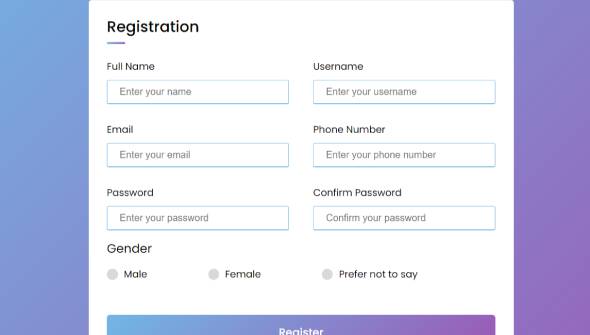 Registration
Full Name Username
Enter your name Enter your username
Email Phone Number
Enter your email Enter your phone number
Password Confirm Password
Enter your password Confirm your password
Gender
Male Female Prefer not to say
Register